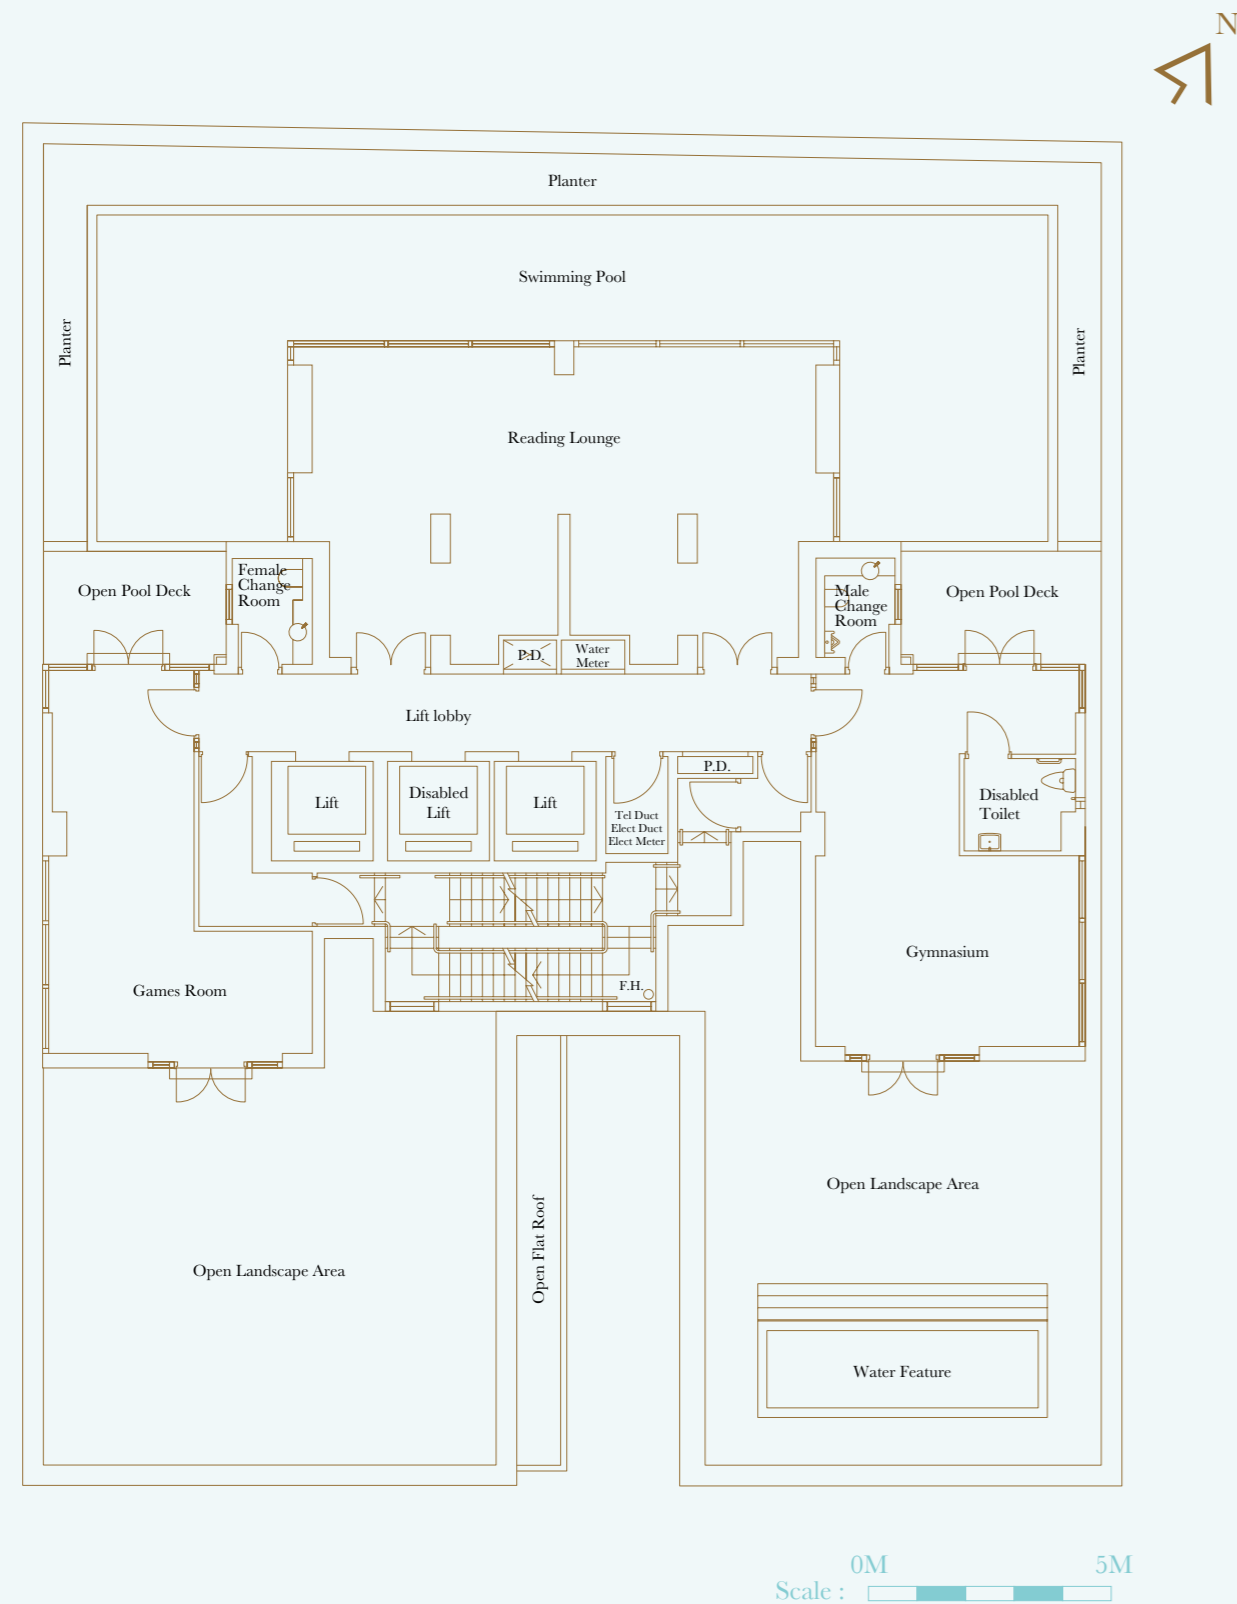 N
Planter
Swimming Pool
Planter
Planter
Reading Lounge
Female
Change
Room
Open Pool Deck
Male
Change
Room
Open Pool Deck
P.D.
Water
Meter
Lift lobby
P.D.
Lift
Disabled
Lift
Lift
Tel Duct
Elect Duct
Elect Meter
Disabled
Toilet
Gymnasium
Games Room
F.H.
Open Landscape Area
Open Flat Roof
Open Landscape Area
Water Feature
0M
5M
Scale :